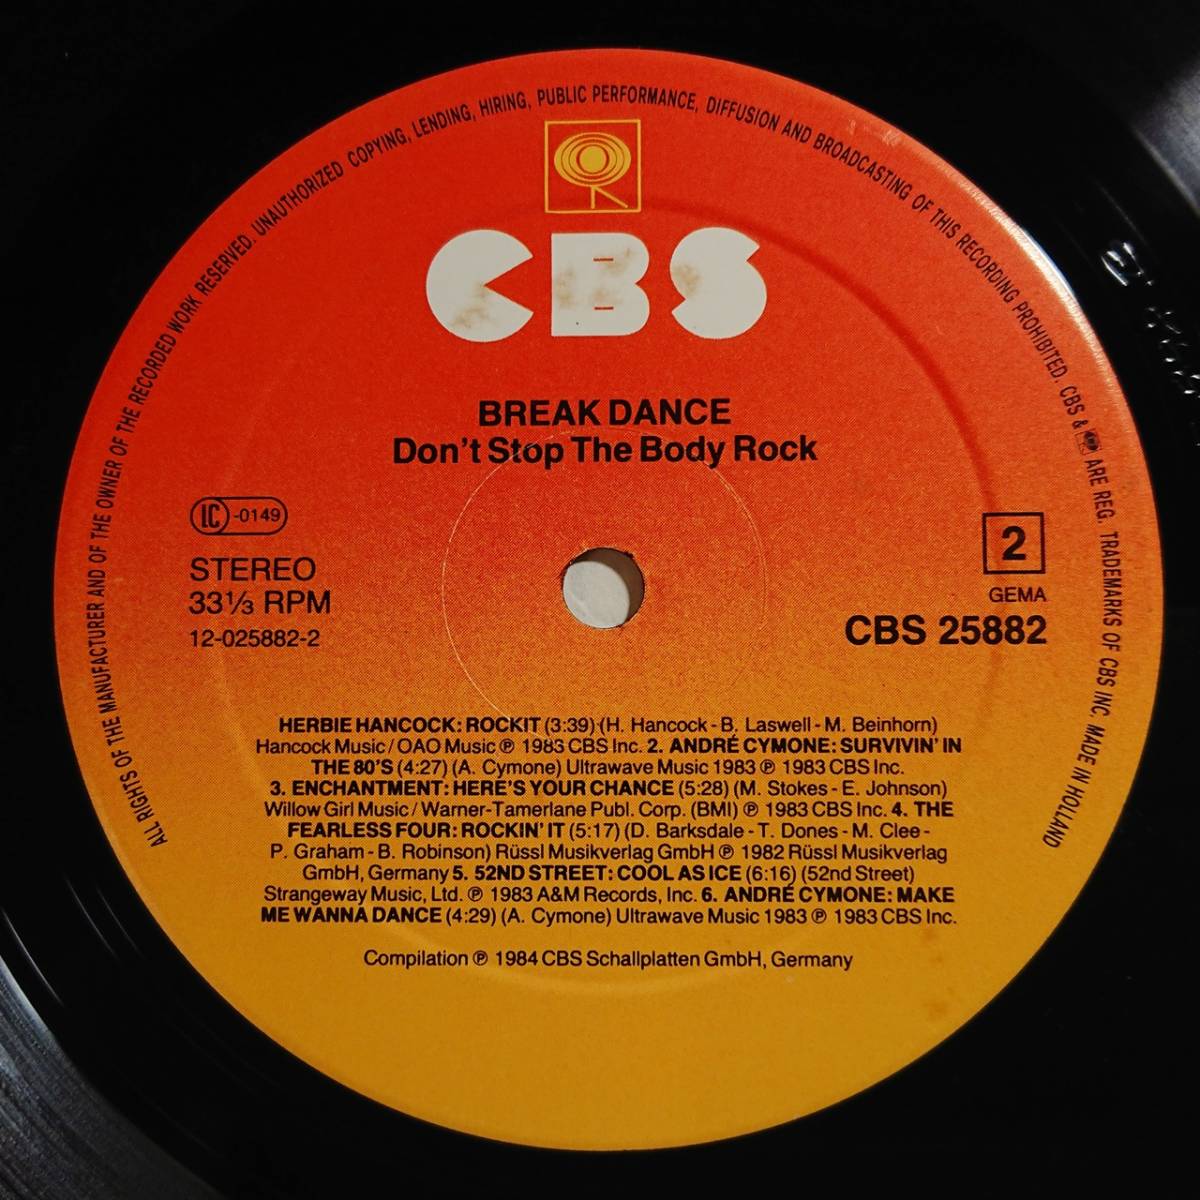 ALL RIGHTS OF THE MANUFACTURER AND OF THE OWNER OF THE RECORDED WORK RESERVED. UNAUTHORIZED COPYING, LENDING, HIRING, PUBLIC PERFORMANCE, DIFFUSION AND BROADCASTING OF THIS RECORDING PROHIBITED. CBS & ARE REG. TRADEMARKS OF CBS INC. MADE IN HOLLAND
CBS
BREAK DANCE
Don't Stop The Body Rock
LC -0149
STEREO
33⅓ RPM
12-025882-2
2
GEMA
CBS 25882
HERBIE HANCOCK: ROCKIT (3:39) (H. Hancock - B. Laswell - M. Beinhorn)
Hancock Music / OAO Music ℗ 1983 CBS Inc. 2. ANDRÉ CYMONE: SURVIVIN' IN
THE 80'S (4:27) (A. Cymone) Ultrawave Music 1983 ℗ 1983 CBS Inc.
3. ENCHANTMENT: HERE'S YOUR CHANCE (5:28) (M. Stokes - E. Johnson)
Willow Girl Music / Warner-Tamerlane Publ. Corp. (BMI) ℗ 1983 CBS Inc. 4. THE
FEARLESS FOUR: ROCKIN' IT (5:17) (D. Barksdale - T. Dones - M. Clee -
P. Graham - B. Robinson) Rüssl Musikverlag GmbH ℗ 1982 Rüssl Musikverlag
GmbH, Germany 5. 52ND STREET: COOL AS ICE (6:16) (52nd Street)
Strangeway Music, Ltd. ℗ 1983 A&M Records, Inc. 6. ANDRÉ CYMONE: MAKE
ME WANNA DANCE (4:29) (A. Cymone) Ultrawave Music 1983 ℗ 1983 CBS Inc.
Compilation ℗ 1984 CBS Schallplatten GmbH, Germany